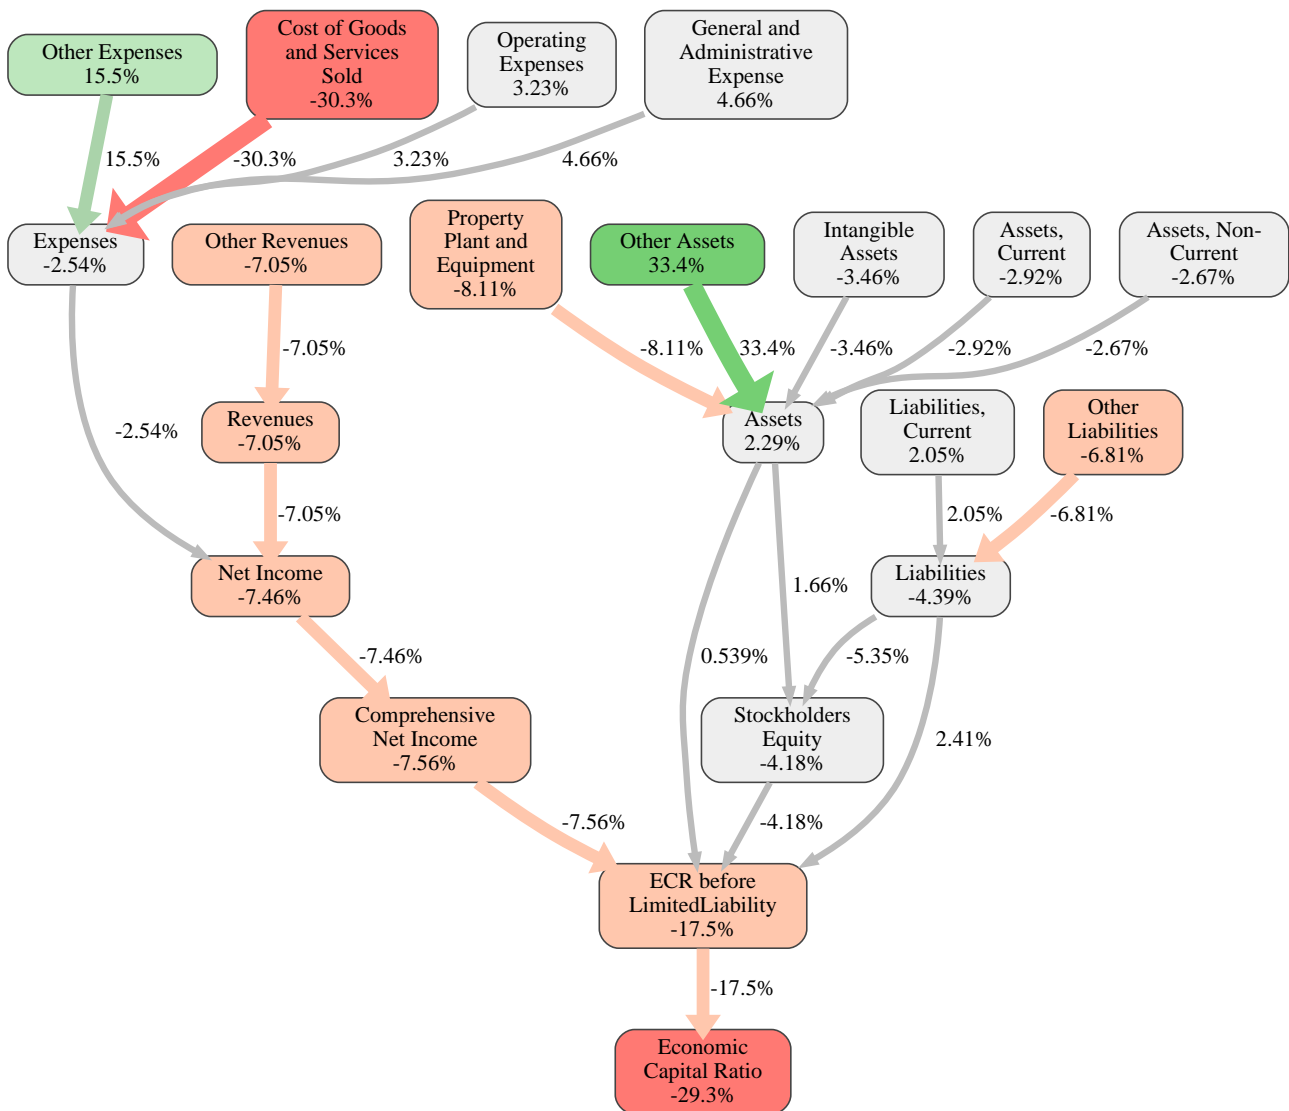 Other Expenses
15.5%
Cost of Goods
and Services
Sold
-30.3%
Operating
Expenses
3.23%
General and
Administrative
Expense
4.66%
15.5%
-30.3%
3.23%
4.66%
Expenses
-2.54%
Other Revenues
-7.05%
Property
Plant and
Equipment
-8.11%
Other Assets
33.4%
Intangible
Assets
-3.46%
Assets,
Current
-2.92%
Assets, Non-
Current
-2.67%
-7.05%
-8.11%
33.4%
-3.46%
-2.92%
-2.67%
-2.54%
Revenues
-7.05%
Assets
2.29%
Liabilities,
Current
2.05%
Other
Liabilities
-6.81%
-7.05%
2.05%
-6.81%
Net Income
-7.46%
1.66%
Liabilities
-4.39%
-7.46%
0.539%
-5.35%
Comprehensive
Net Income
-7.56%
Stockholders
Equity
-4.18%
2.41%
-7.56%
-4.18%
ECR before
LimitedLiability
-17.5%
-17.5%
Economic
Capital Ratio
-29.3%